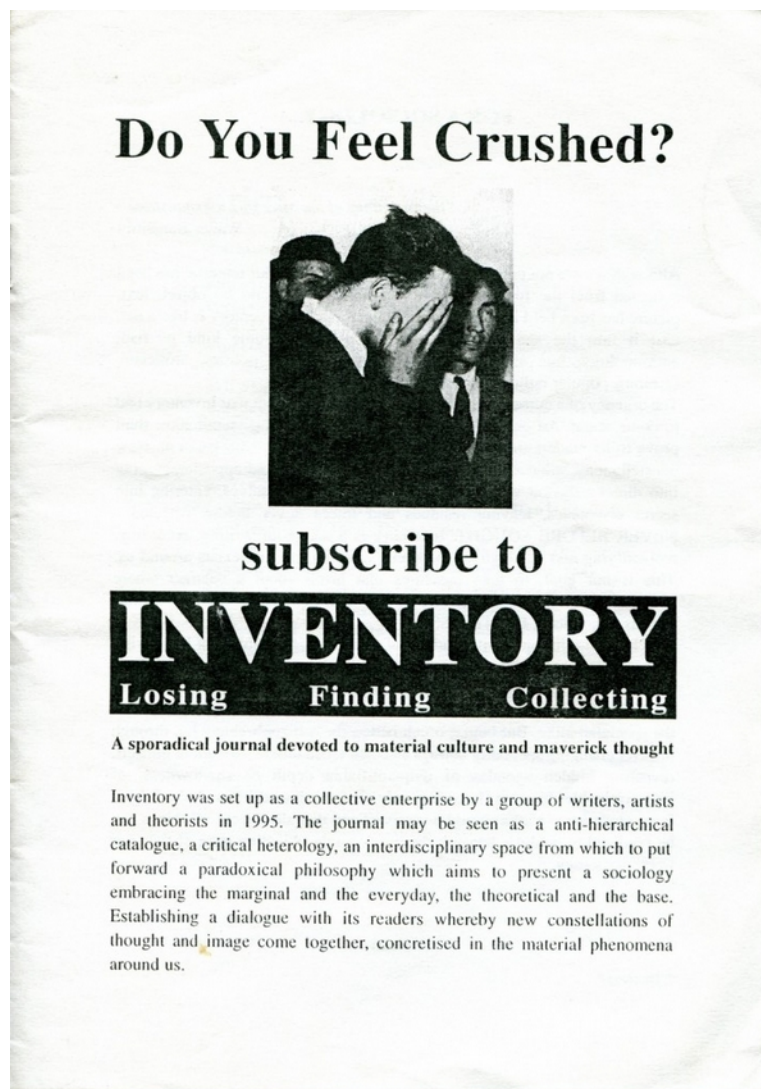 Do You Feel Crushed?
subscribe to
INVENTORY
Losing Finding Collecting
A sporadical journal devoted to material culture and maverick thought
Inventory was set up as a collective enterprise by a group of writers, artists
and theorists in 1995. The journal may be seen as a anti-hierarchical
catalogue, a critical heterology, an interdisciplinary space from which to put
forward a paradoxical philosophy which aims to present a sociology
embracing the marginal and the everyday, the theoretical and the base.
Establishing a dialogue with its readers whereby new constellations of
thought and image come together, concretised in the material phenomena
around us.